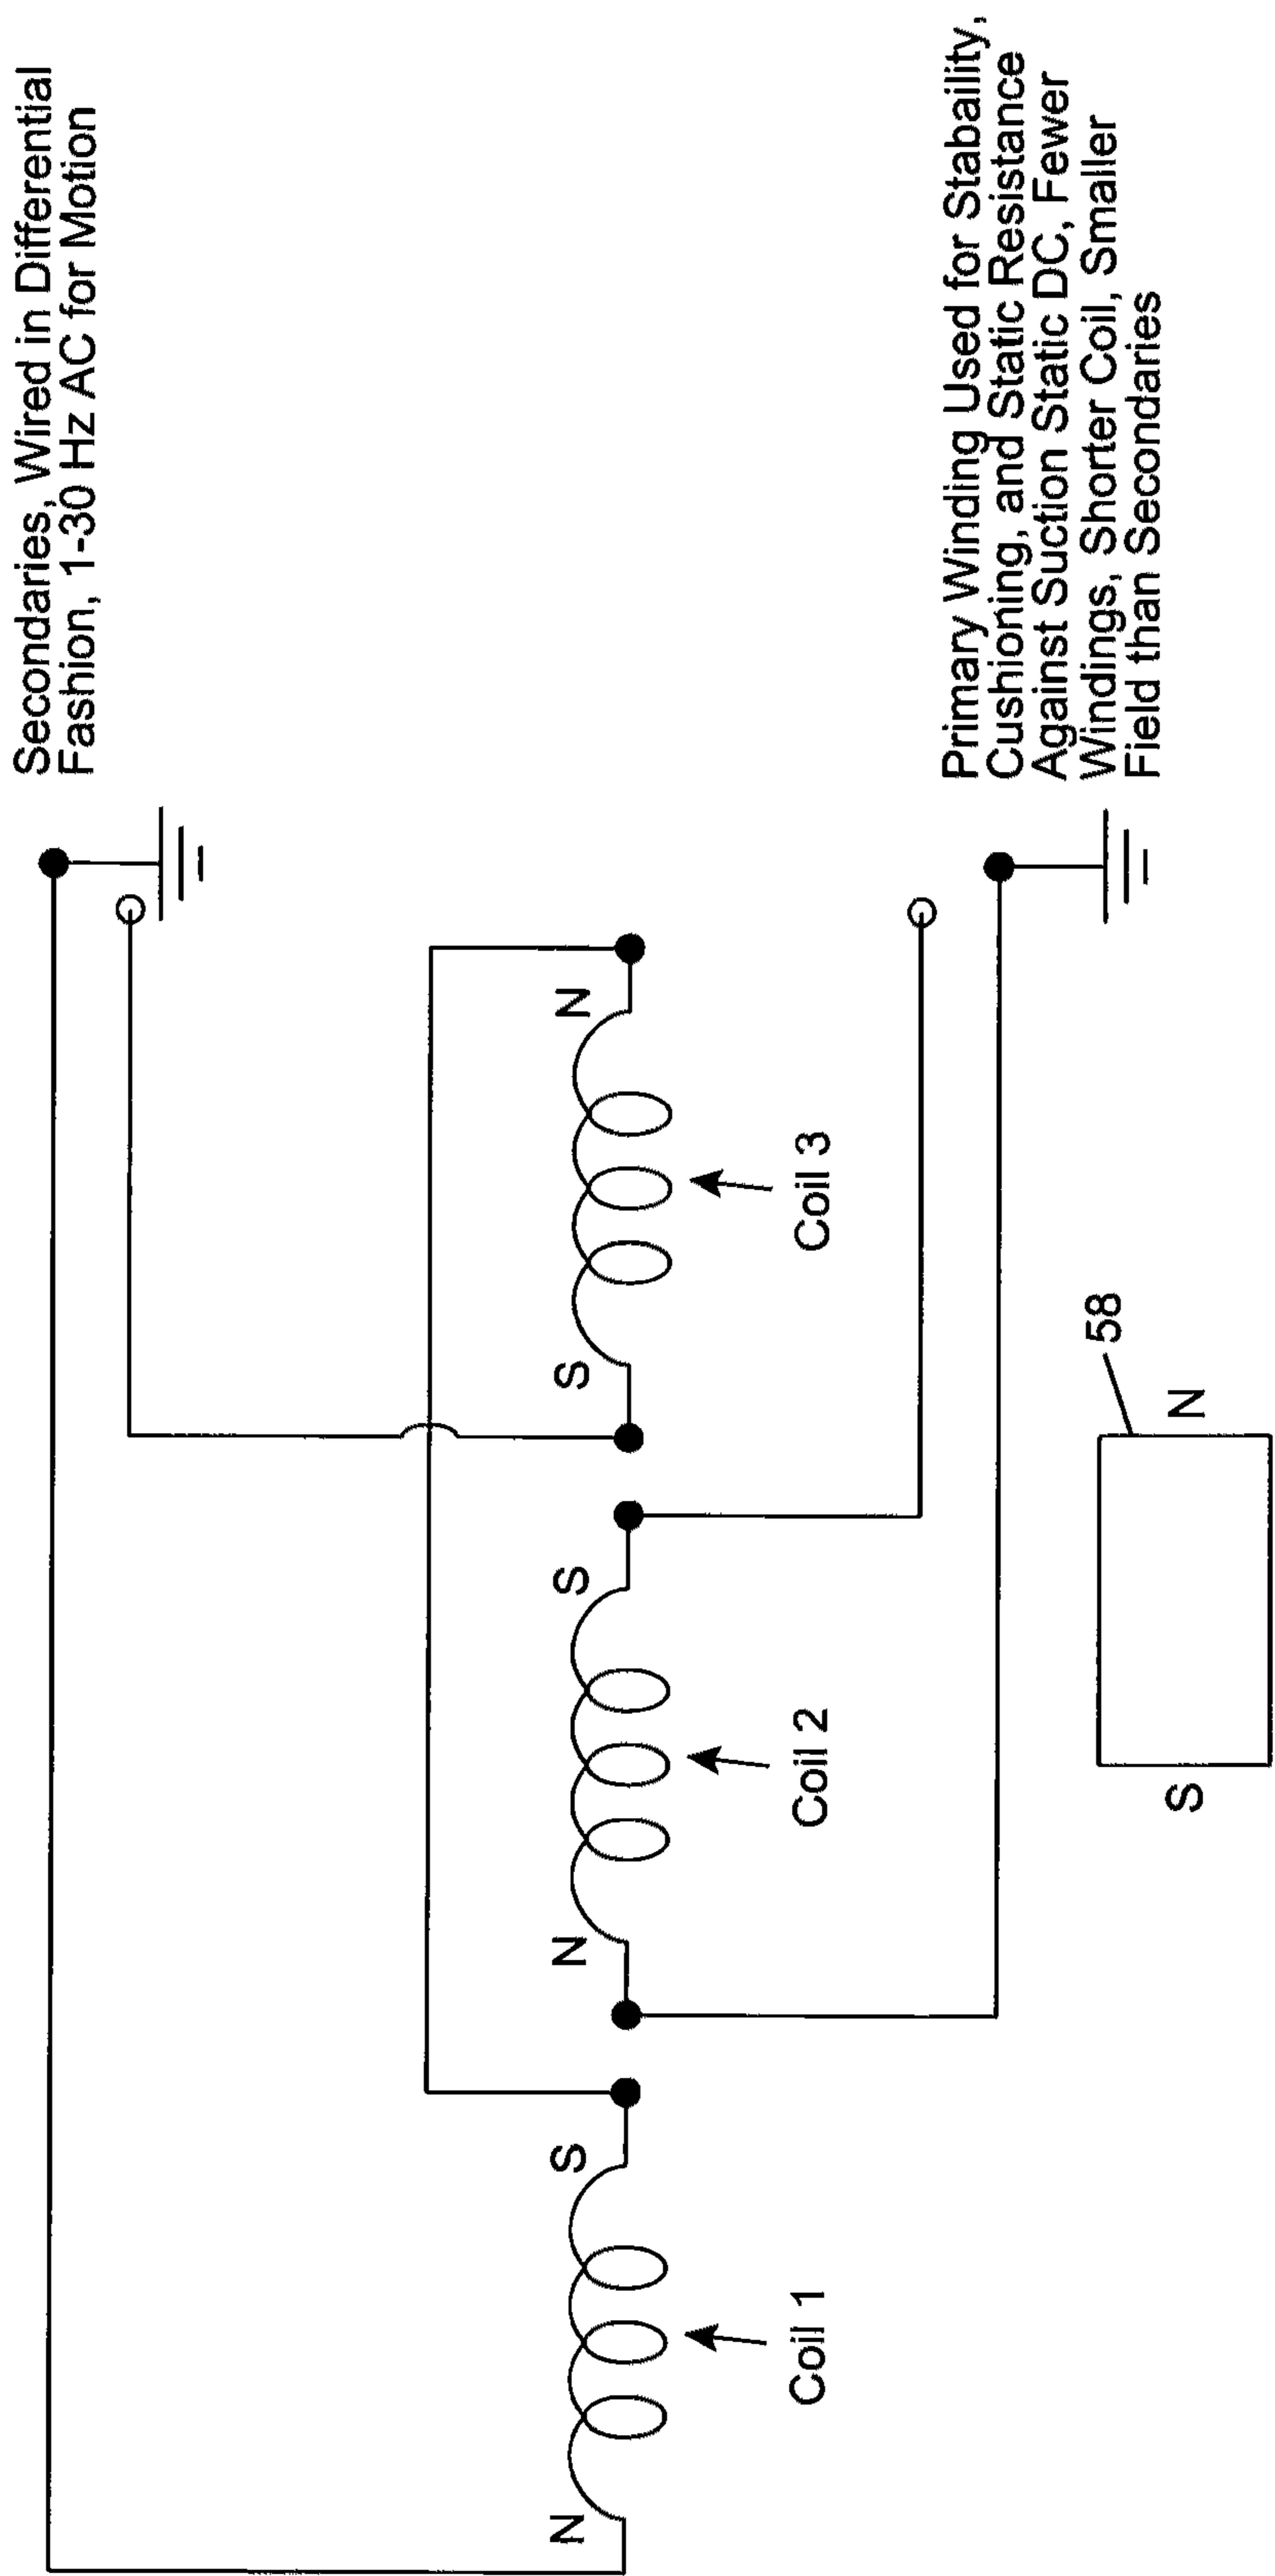 Secondaries, Wired in Differential
Fashion, 1-30 Hz AC for Motion
N
S
Coil 1
N
S
Coil 2
S
N
Coil 3
Primary Winding Used for Stabaility,
Cushioning, and Static Resistance
Against Suction Static DC, Fewer
Windings, Shorter Coil, Smaller
Field than Secondaries
S
N
58